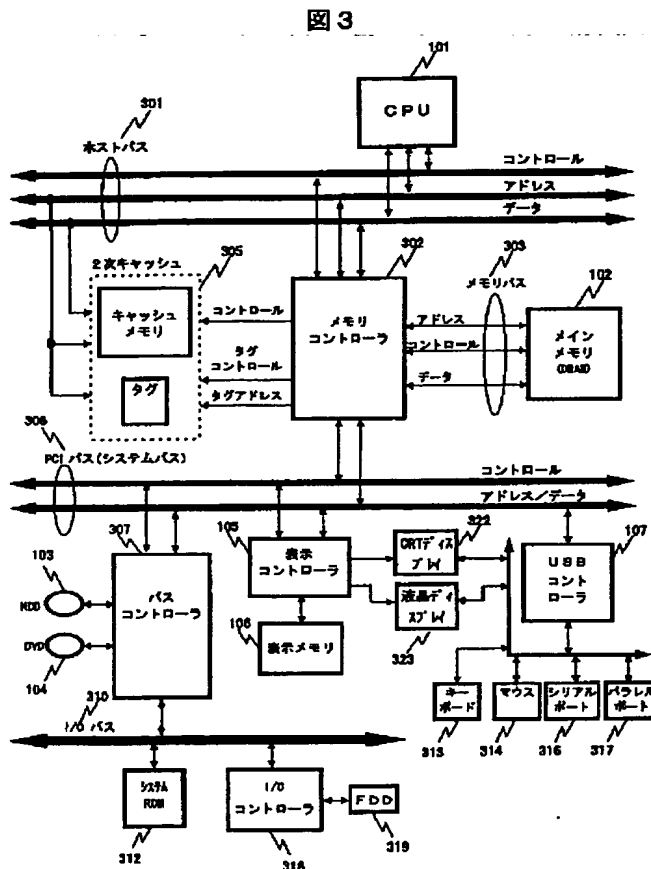 図3
101
CPU
301
ホストバス
コントロール
アドレス
データ
2次キャッシュ
305
302
303
102
キャッシュ
メモリ
コントロール
メモリ
コントローラ
メモリバス
アドレス
コントロール
データ
メイン
メモリ
(DRAM)
タグ
コントロール
タグ
タグアドレス
306
PCIバス(システムバス)
コントロール
アドレス/データ
307
105
322
107
103
HDD
バス
コントローラ
表示
コントローラ
CRTディス
プレイ
USB
コント
ローラ
DVD
104
106
表示メモリ
液晶ディ
スプレイ
323
310
I/Oバス
キー
ボード
マウス
シリアル
ポート
パラレル
ポート
313
314
316
317
システム
ROM
I/O
コントローラ
FDD
312
318
319